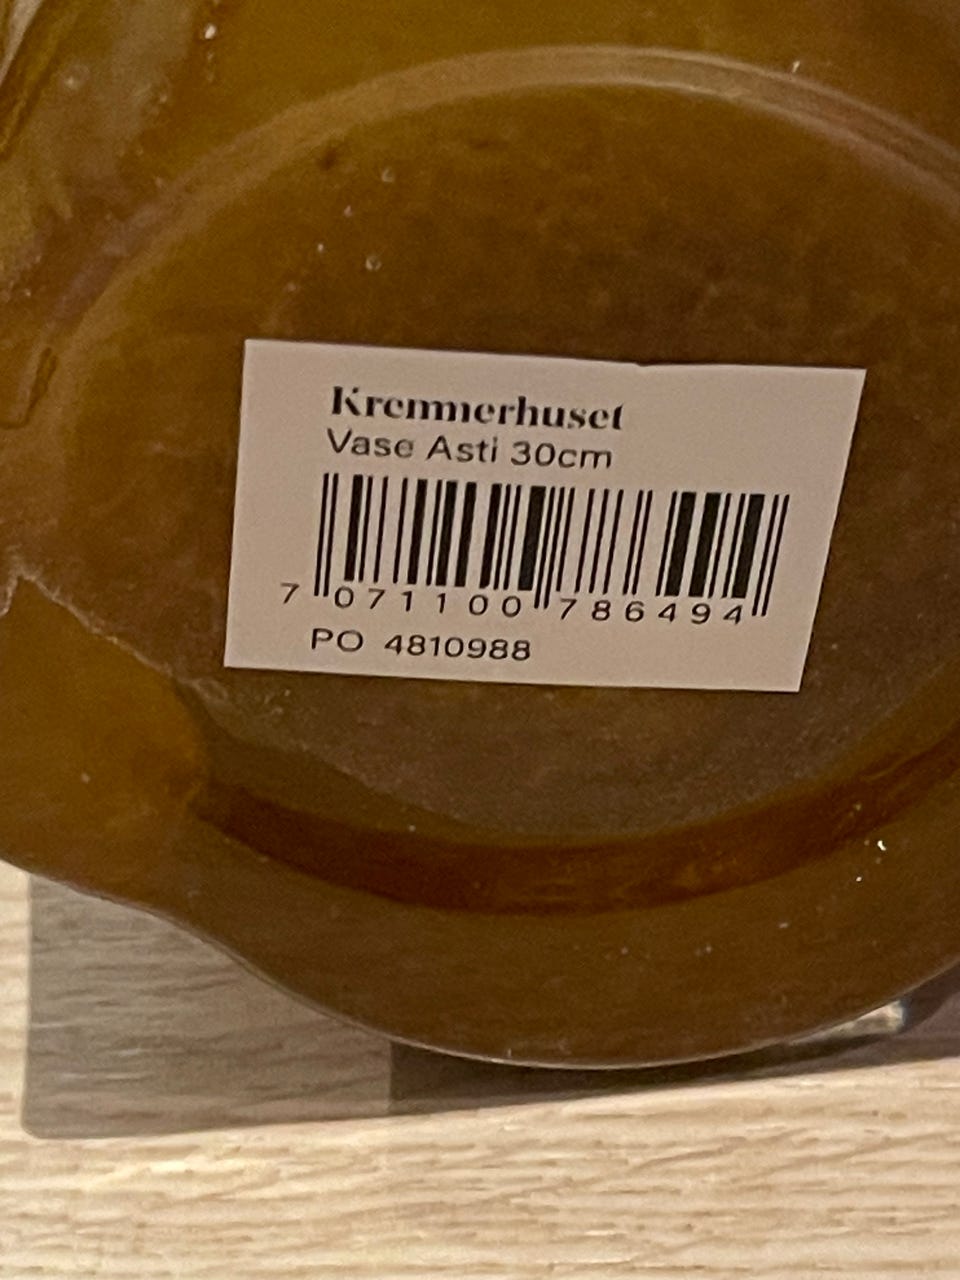 Kremmerhuset
Vase Asti 30cm
7 071100 786494
PO 4810988